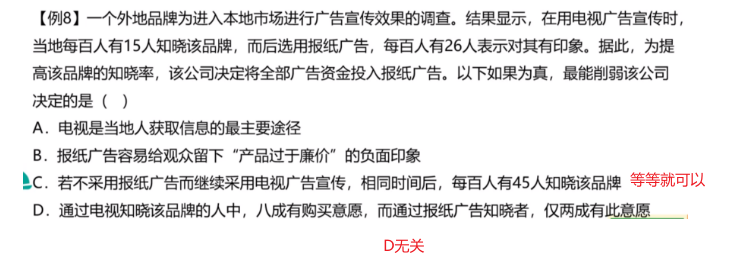 【例8】一个外地品牌为进入本地市场进行广告宣传效果的调查。结果显示，在用电视广告宣传时，
当地每百人有15人知晓该品牌，而后选用报纸广告，每百人有26人表示对其有印象。据此，为提
高该品牌的知晓率，该公司决定将全部广告资金投入报纸广告。以下如果为真，最能削弱该公司
决定的是（ ）
A．电视是当地人获取信息的最主要途径
B．报纸广告容易给观众留下“产品过于廉价”的负面印象
C．若不采用报纸广告而继续采用电视广告宣传，相同时间后，每百人有45人知晓该品牌 等等就可以
D．通过电视知晓该品牌的人中，八成有购买意愿，而通过报纸广告知晓者，仅两成有此意愿
D无关